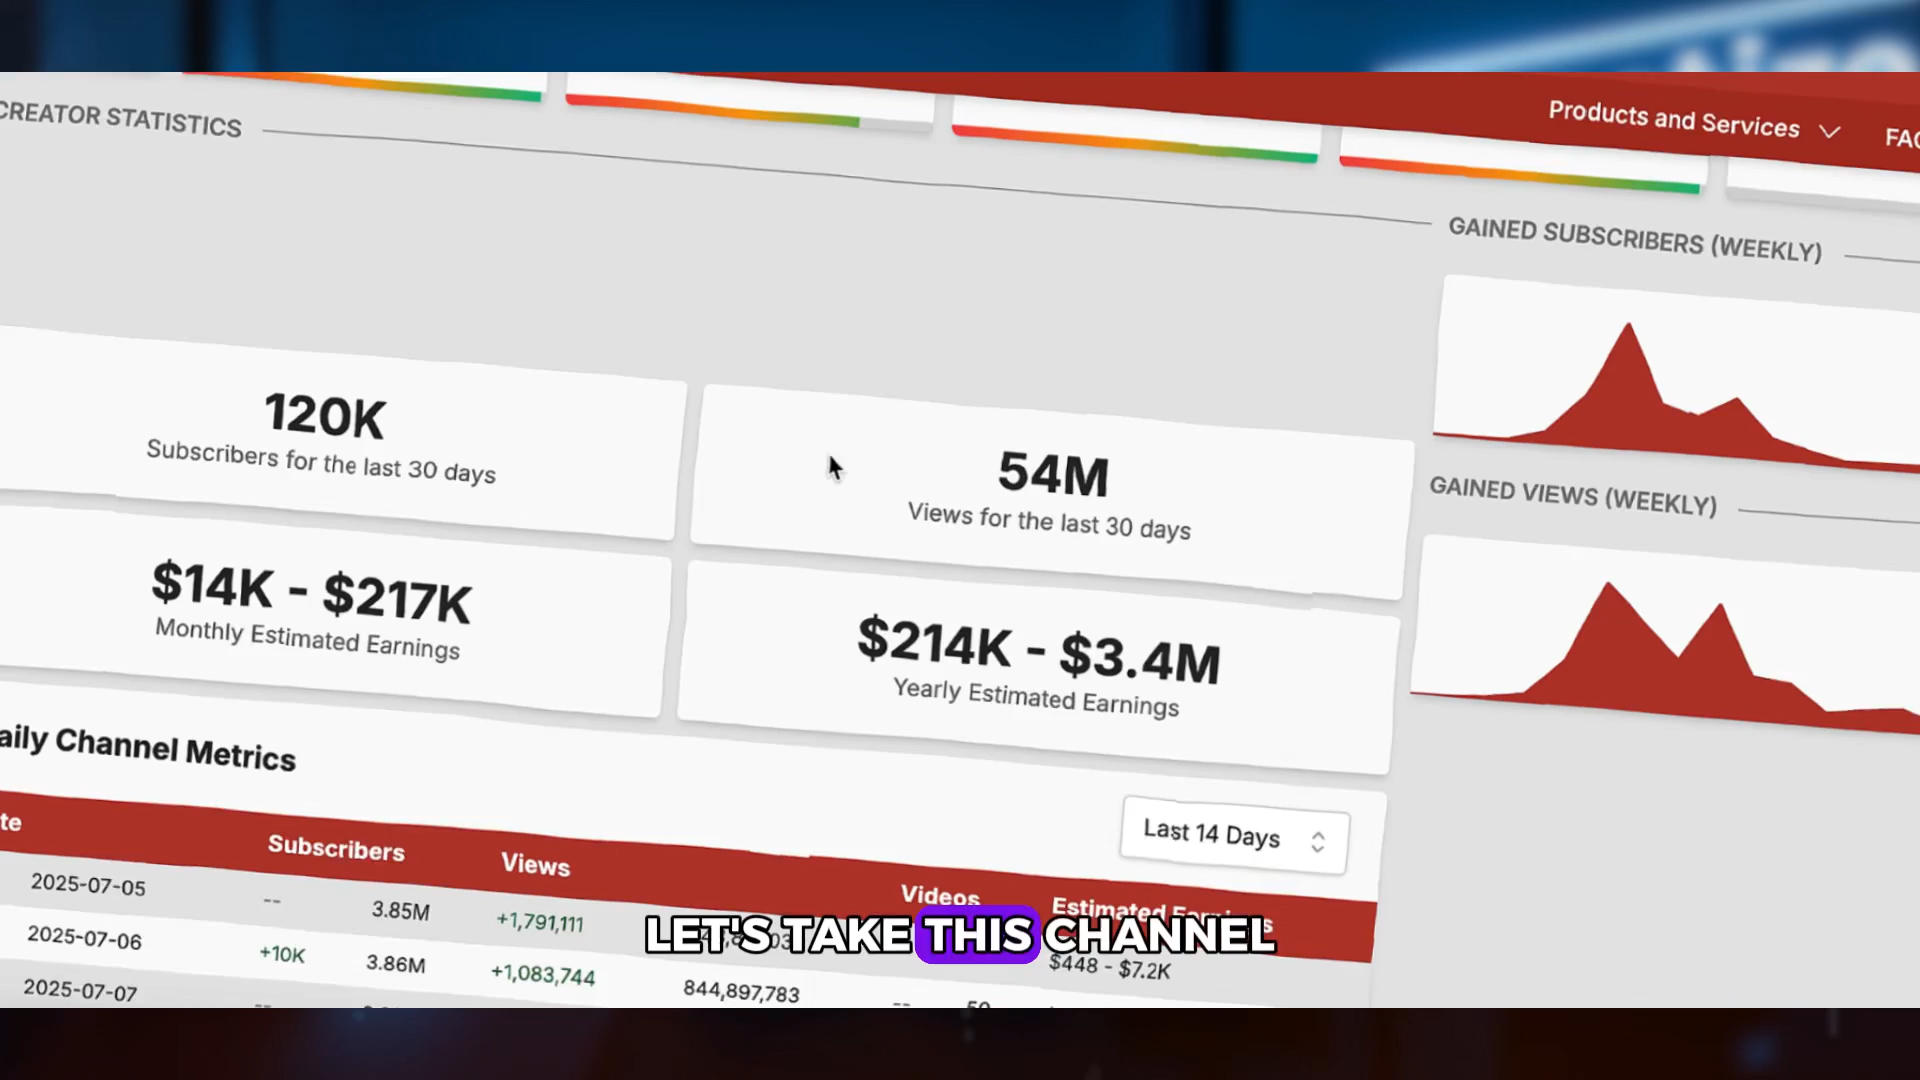 Products and Services
CREATOR STATISTICS
GAINED SUBSCRIBERS (WEEKLY)
120K
Subscribers for the last 30 days
54M
Views for the last 30 days
GAINED VIEWS (WEEKLY)
$14K - $217K
Monthly Estimated Earnings
$214K - $3.4M
Yearly Estimated Earnings
Channel Metrics
Last 14 Days
Subscribers Views Videos Estimated
2025-07-05 -- 3.85M +1,791,111
LET'S TAKE THIS CHANNEL
2025-07-06 +10K 3.86M +1,083,744 844,897,783 -- $448 - $7.2K
2025-07-07